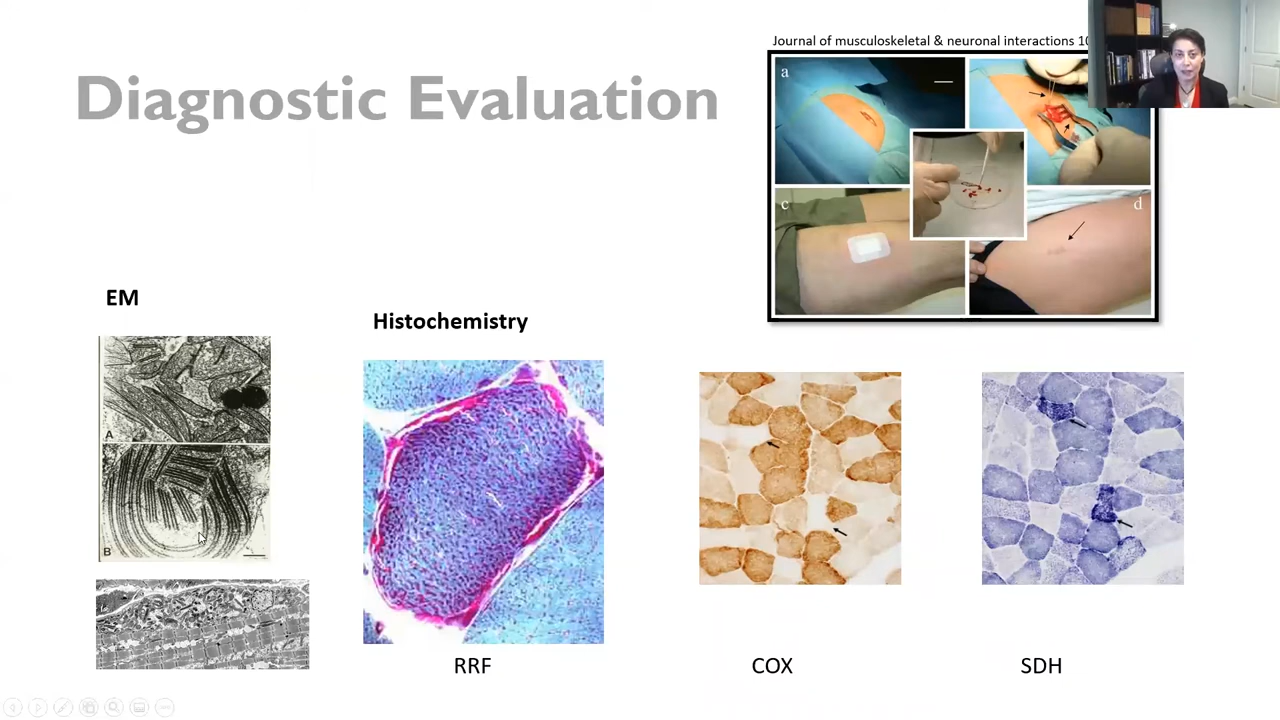 Journal of musculoskeletal & neuronal interactions 10
Diagnostic Evaluation
a
c
d
EM
Histochemistry
A
B
RRF
COX
SDH